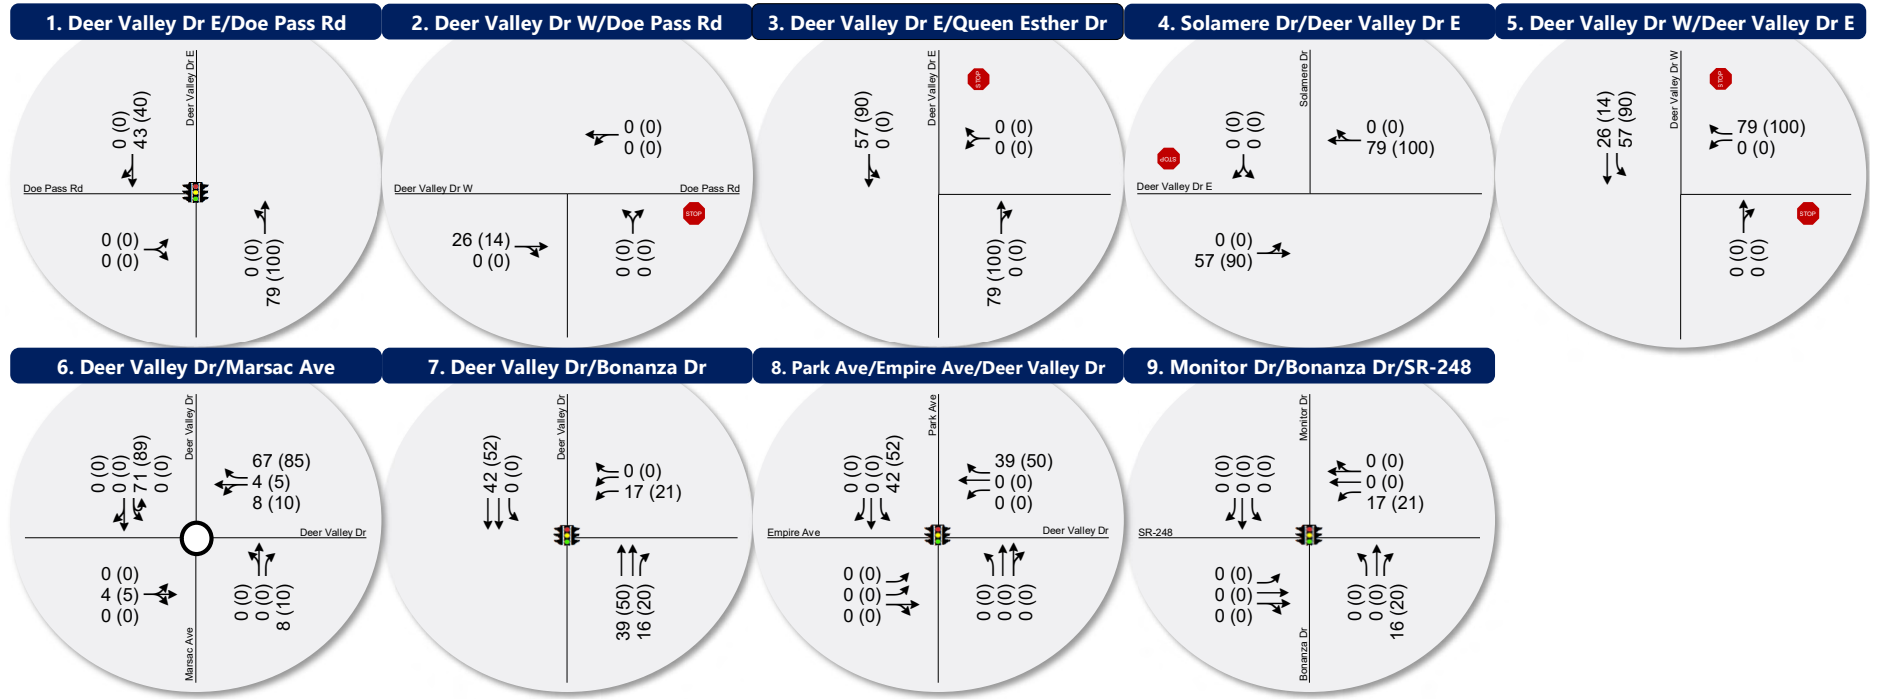 1. Deer Valley Dr E/Doe Pass Rd
Deer Valley Dr E
0 (0)
43 (40)
Doe Pass Rd
0 (0)
0 (0)
0 (0)
79 (100)
2. Deer Valley Dr W/Doe Pass Rd
0 (0)
0 (0)
Deer Valley Dr W
Doe Pass Rd
STOP
26 (14)
0 (0)
0 (0)
0 (0)
3. Deer Valley Dr E/Queen Esther Dr
Deer Valley Dr E
STOP
57 (90)
0 (0)
0 (0)
0 (0)
79 (100)
0 (0)
4. Solamere Dr/Deer Valley Dr E
Solamere Dr
0 (0)
0 (0)
0 (0)
79 (100)
STOP
Deer Valley Dr E
0 (0)
57 (90)
5. Deer Valley Dr W/Deer Valley Dr E
Deer Valley Dr W
STOP
26 (14)
57 (90)
79 (100)
0 (0)
STOP
0 (0)
0 (0)
6. Deer Valley Dr/Marsac Ave
Deer Valley Dr
0 (0)
0 (0)
71 (89)
0 (0)
67 (85)
4 (5)
8 (10)
Deer Valley Dr
0 (0)
4 (5)
0 (0)
0 (0)
0 (0)
8 (10)
Marsac Ave
7. Deer Valley Dr/Bonanza Dr
Deer Valley Dr
42 (52)
0 (0)
0 (0)
17 (21)
39 (50)
16 (20)
8. Park Ave/Empire Ave/Deer Valley Dr
Park Ave
0 (0)
0 (0)
42 (52)
39 (50)
0 (0)
0 (0)
Empire Ave
Deer Valley Dr
0 (0)
0 (0)
0 (0)
0 (0)
0 (0)
0 (0)
9. Monitor Dr/Bonanza Dr/SR-248
Monitor Dr
0 (0)
0 (0)
0 (0)
0 (0)
0 (0)
17 (21)
SR-248
0 (0)
0 (0)
0 (0)
0 (0)
0 (0)
16 (20)
Bonanza Dr